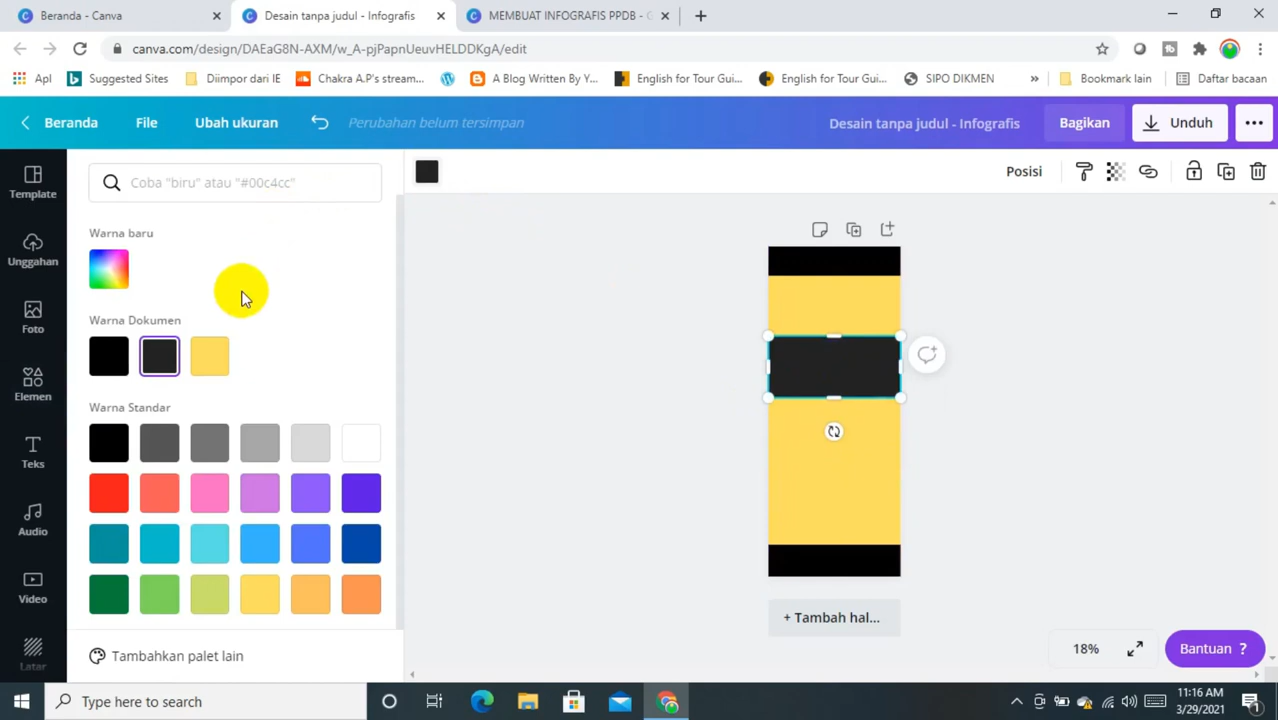 Beranda - Canva
Desain tanpa judul - Infografis
MEMBUAT INFOGRAFIS PPDB - G
canva.com/design/DAEaG8N-AXM/w_A-pjPapnUeuvHELDDKgA/edit
Apl
Suggested Sites
Diimpor dari IE
Chakra A.P's stream...
A Blog Written By Y...
English for Tour Gui...
English for Tour Gui...
SIPO DIKMEN
»
Bookmark lain
Daftar bacaan
Beranda
File
Ubah ukuran
Perubahan belum tersimpan
Desain tanpa judul - Infografis
Bagikan
Unduh
Template
Unggahan
Foto
Elemen
Teks
Audio
Video
Latar
Coba "biru" atau "#00c4cc"
Warna baru
Warna Dokumen
Warna Standar
Tambahkan palet lain
Posisi
+ Tambah hal...
18%
Bantuan ?
Type here to search
11:16 AM
3/29/2021